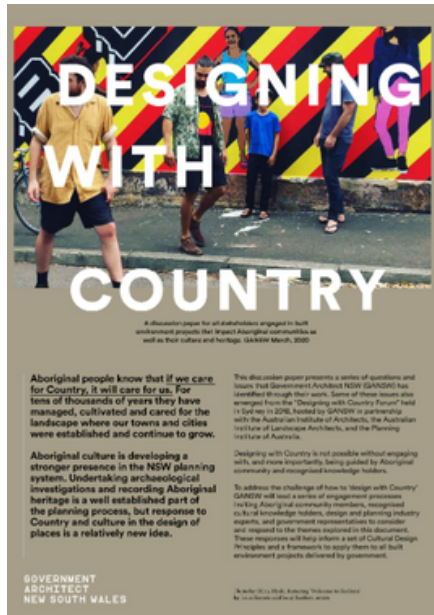 DESIGNING
WITH
COUNTRY
A discussion paper for all stakeholders engaged in built
environment projects that impact Aboriginal communities as
well as their culture and heritage. GANSW March, 2020
Aboriginal people know that if we care
for Country, it will care for us. For
tens of thousands of years they have
managed, cultivated and cared for the
landscape where our towns and cities
were established and continue to grow.
Aboriginal culture is developing a
stronger presence in the NSW planning
system. Undertaking archaeological
investigations and recording Aboriginal
heritage is a well established part of
the planning process, but response to
Country and culture in the design of
places is a relatively new idea.
This discussion paper presents a series of questions and
issues that Government Architect NSW (GANSW) has
identified through their work. Some of these issues also
emerged from the "Designing with Country Forum" held
in Sydney in 2018, hosted by GANSW in partnership
with the Australian Institute of Architects, the Australian
Institute of Landscape Architects, and the Planning
Institute of Australia.
Designing with Country is not possible without engaging
with, and more importantly, being guided by Aboriginal
community and recognised knowledge holders.
To address the challenge of how to 'design with Country'
GANSW will lead a series of engagement processes
inviting Aboriginal community members, recognised
cultural knowledge holders, design and planning industry
experts, and government representatives to consider
and respond to the themes explored in this document.
These responses will help inform a set of Cultural Design
Principles and a framework to apply them to all built
environment projects delivered by government.
GOVERNMENT
ARCHITECT
NEW SOUTH WALES